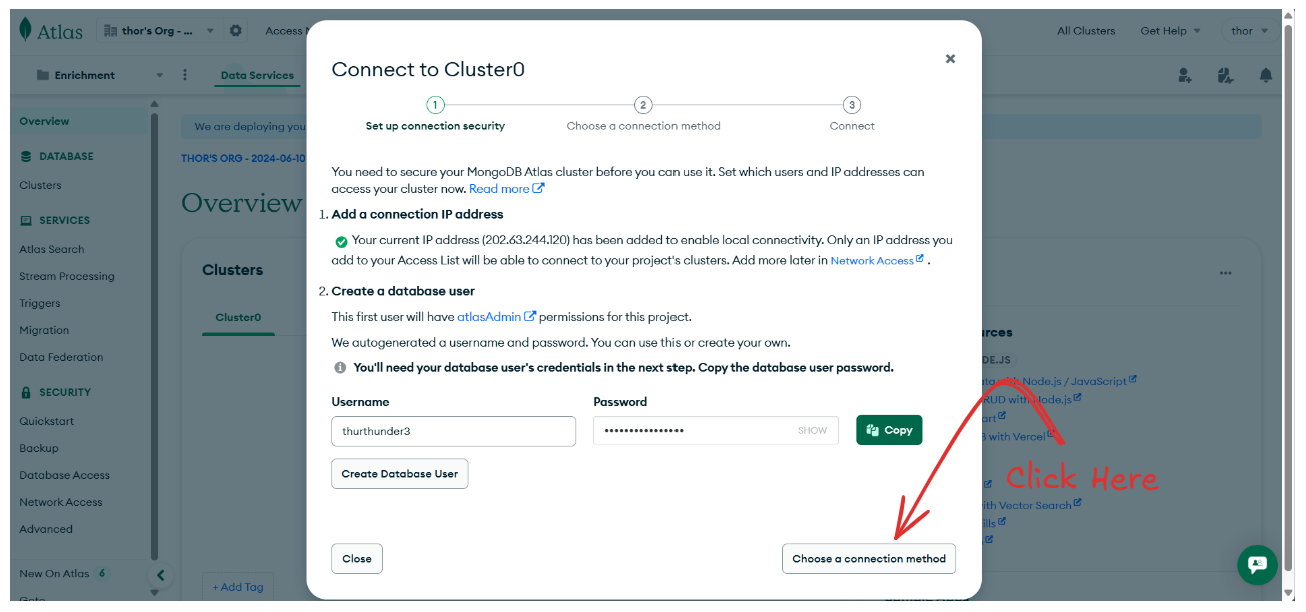 Atlas
thor's Org - ...
Access
All Clusters
Get Help
thor
Enrichment
Data Services
Overview
DATABASE
Clusters
SERVICES
Atlas Search
Stream Processing
Triggers
Migration
Data Federation
SECURITY
Quickstart
Backup
Database Access
Network Access
Advanced
New On Atlas 6
Goto
We are deploying you
THOR'S ORG - 2024-06-10
Overview
Clusters
Cluster0
+ Add Tag
Connect to Cluster0
1
2
3
Set up connection security
Choose a connection method
Connect
You need to secure your MongoDB Atlas cluster before you can use it. Set which users and IP addresses can
access your cluster now. Read more
1. Add a connection IP address
Your current IP address (202.63.244.120) has been added to enable local connectivity. Only an IP address you
add to your Access List will be able to connect to your project's clusters. Add more later in Network Access .
2. Create a database user
This first user will have atlasAdmin permissions for this project.
We autogenerated a username and password. You can use this or create your own.
You'll need your database user's credentials in the next step. Copy the database user password.
Username
Password
thurthunder3
••••••••••••••••
SHOW
Copy
Create Database User
Close
Choose a connection method
urces
DE.JS
ata with Node.js / JavaScript
RUD with Node.js
art
B with Vercel
Click Here
ith Vector Search
ills